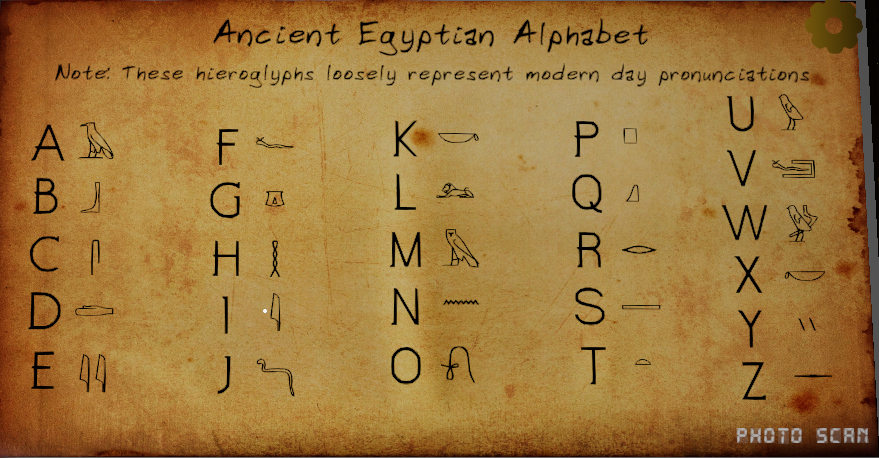 Ancient Egyptian Alphabet
Note: These hieroglyphs loosely represent modern day pronunciations
A
B
C
D
E
F
G
H
I
J
K
L
M
N
O
P
Q
R
S
T
U
V
W
X
Y
Z
PHOTO SCAN